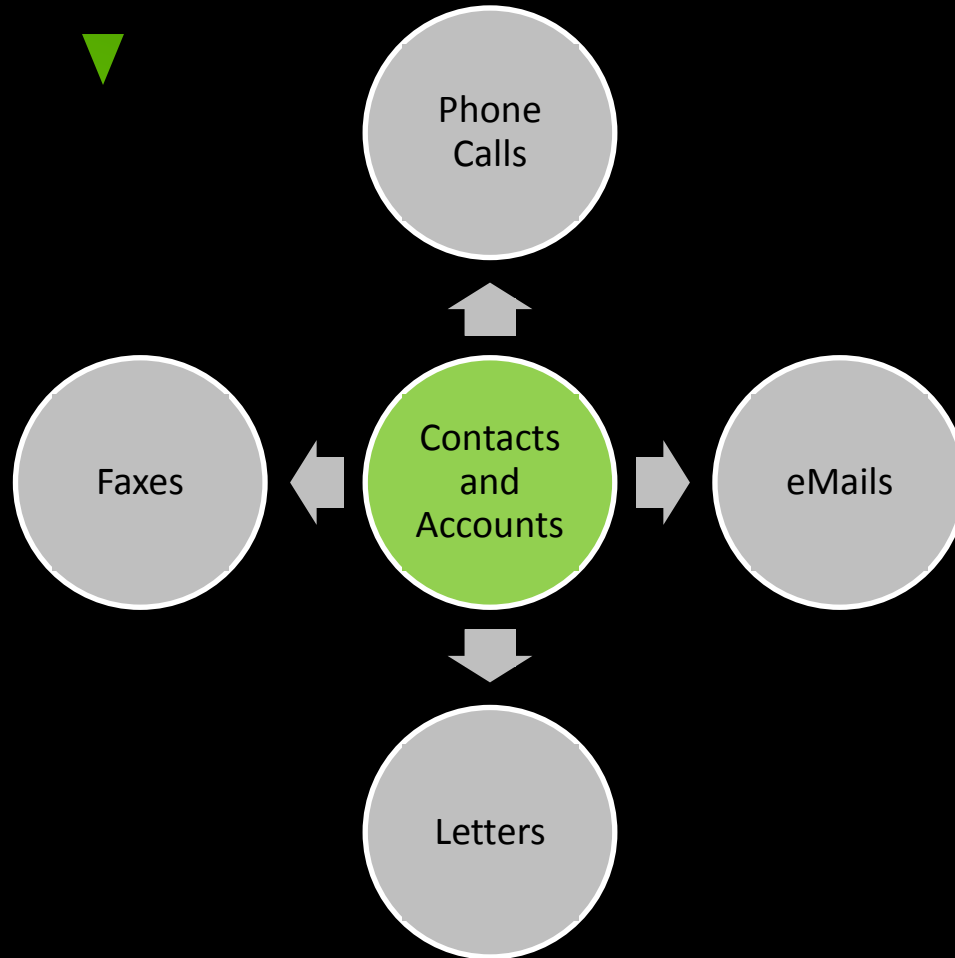 Phone
Calls
Faxes
Contacts
and
Accounts
eMails
Letters